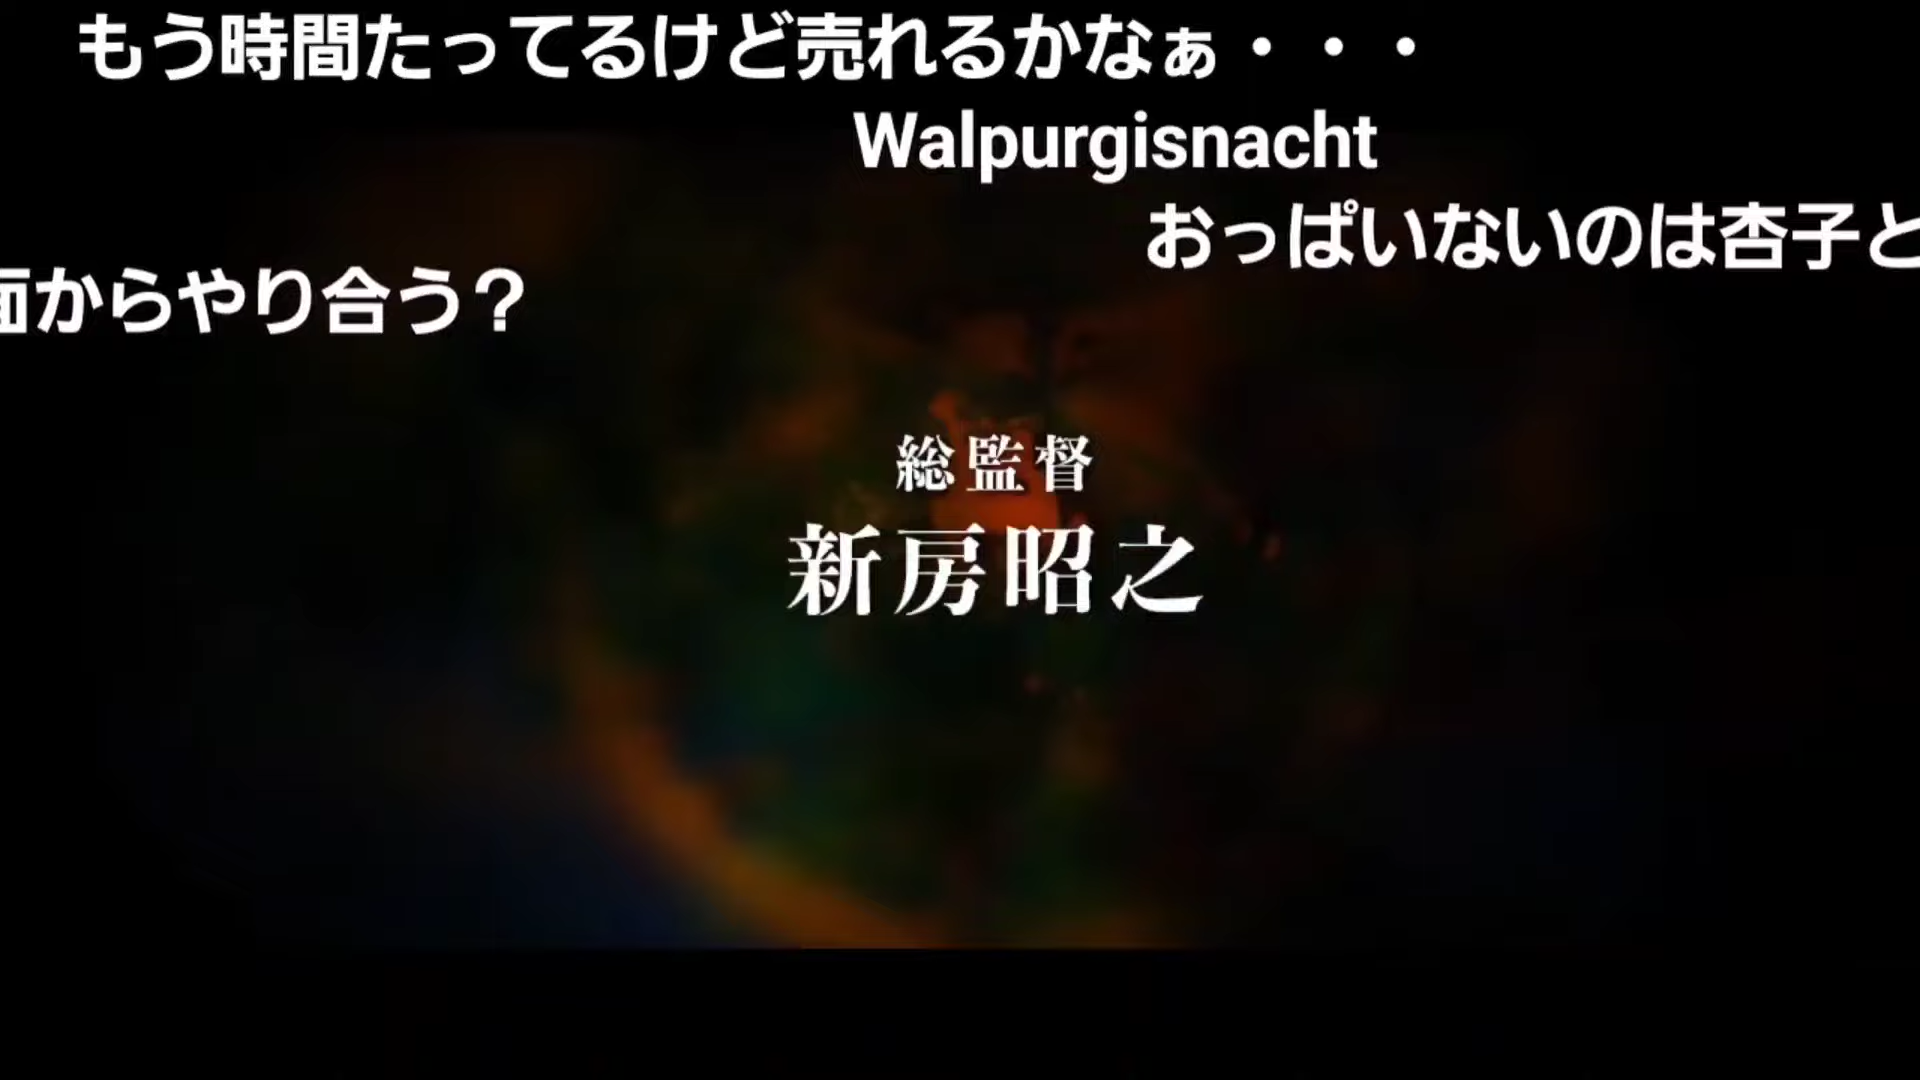 もう時間たってるけど売れるかなぁ・・・
Walpurgisnacht
おっぱいないのは杏子と
面からやり合う？
総監督
新房昭之